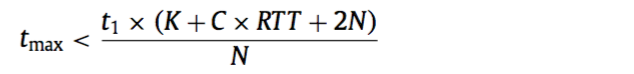 t_max < t_1 × (K + C × RTT + 2N) / N